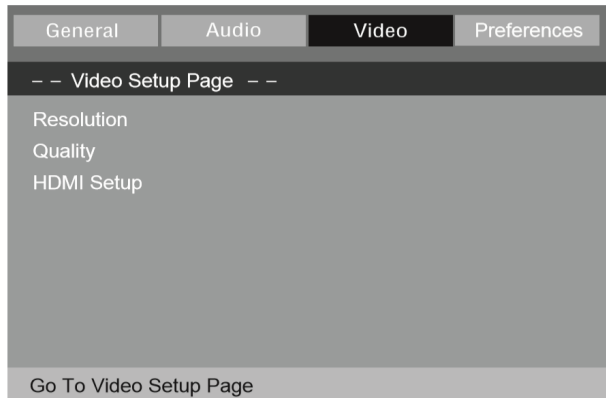 General Audio Video Preferences
– – Video Setup Page – –
Resolution
Quality
HDMI Setup
Go To Video Setup Page